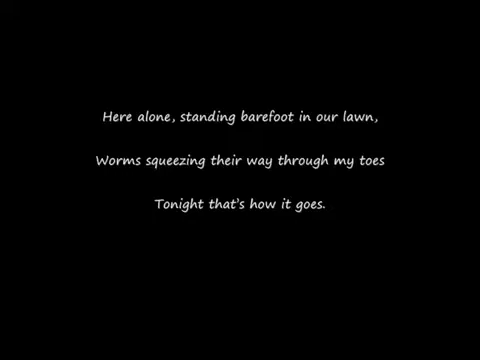 Here alone, standing barefoot in our lawn,
Worms squeezing their way through my toes
Tonight that's how it goes.